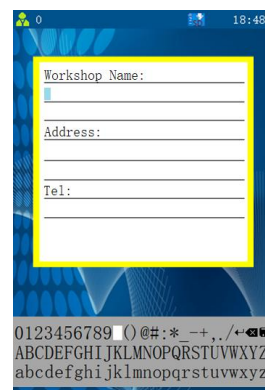 0
18:48
Workshop Name:
Address:
Tel:
0123456789 ()@#:*_-+,./↵
ABCDEFGHIJKLMNOPQRSTUVWXYZ
abcdefghijklmnopqrstuvwxyz